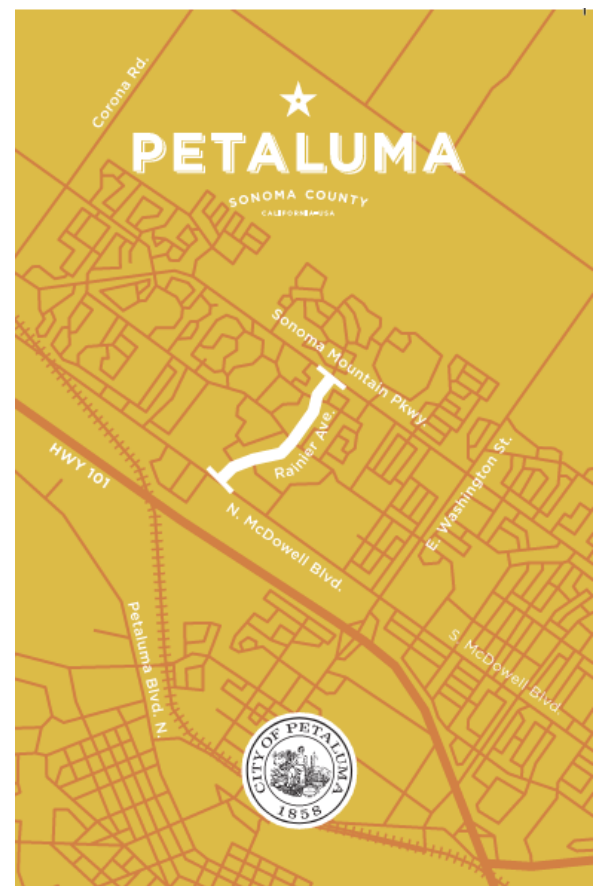 Corona Rd.
PETALUMA
SONOMA COUNTY
CALIFORNIA•USA
Sonoma Mountain Pkwy.
Rainier Ave.
E. Washington St.
HWY 101
N. McDowell Blvd.
Petaluma Blvd. N.
S. McDowell Blvd.
CITY OF PETALUMA
1858